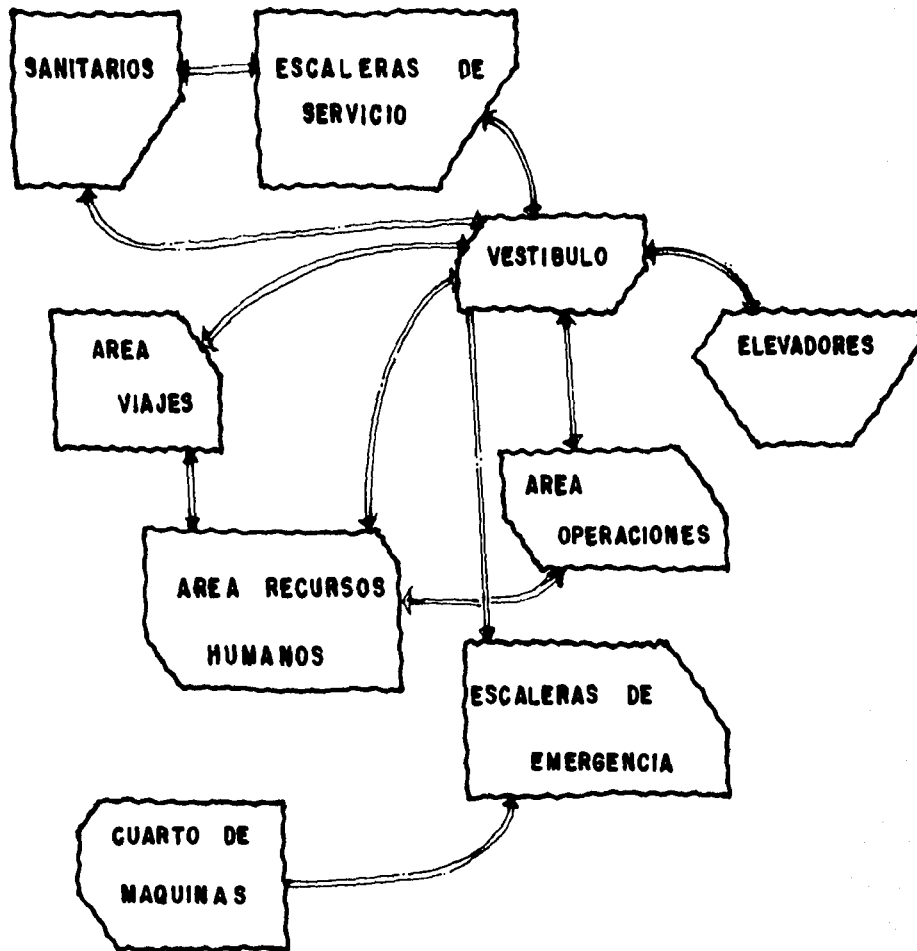 SANITARIOS
ESCALERAS DE
SERVICIO
VESTIBULO
AREA
VIAJES
ELEVADORES
AREA
OPERACIONES
AREA RECURSOS
HUMANOS
ESCALERAS DE
EMERGENCIA
CUARTO DE
MAQUINAS